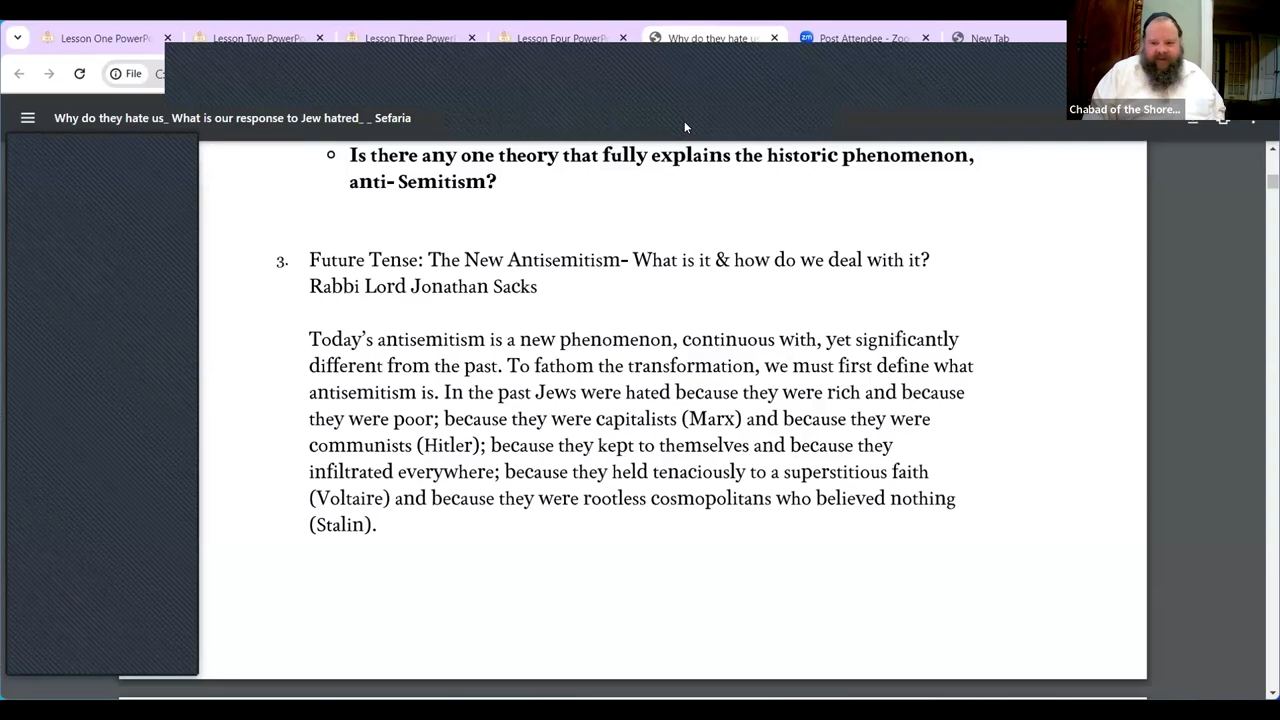 Lesson One PowerP
Lesson Two PowerP
Lesson Three PowerP
Lesson Four PowerP
Why do they hate us
Post Attendee - Zoo
New Tab
File
Why do they hate us_ What is our response to Jew hatred_ _ Sefaria
Chabad of the Shore...
Is there any one theory that fully explains the historic phenomenon,
anti- Semitism?
3. Future Tense: The New Antisemitism- What is it & how do we deal with it?
Rabbi Lord Jonathan Sacks
Today's antisemitism is a new phenomenon, continuous with, yet significantly
different from the past. To fathom the transformation, we must first define what
antisemitism is. In the past Jews were hated because they were rich and because
they were poor; because they were capitalists (Marx) and because they were
communists (Hitler); because they kept to themselves and because they
infiltrated everywhere; because they held tenaciously to a superstitious faith
(Voltaire) and because they were rootless cosmopolitans who believed nothing
(Stalin).